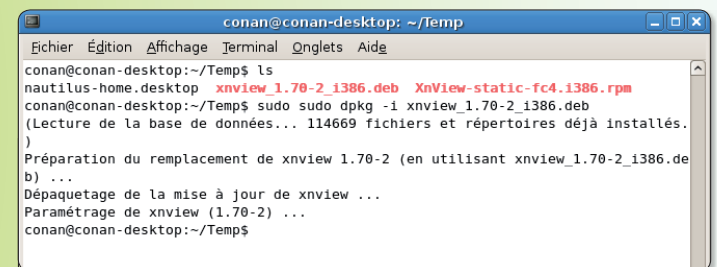 conan@conan-desktop: ~/Temp
Fichier Édition Affichage Terminal Onglets Aide
conan@conan-desktop:~/Temp$ ls
nautilus-home.desktop xnview_1.70-2_i386.deb XnView-static-fc4.i386.rpm
conan@conan-desktop:~/Temp$ sudo sudo dpkg -i xnview_1.70-2_i386.deb
(Lecture de la base de données... 114669 fichiers et répertoires déjà installés.
)
Préparation du remplacement de xnview 1.70-2 (en utilisant xnview_1.70-2_i386.de
b) ...
Dépaquetage de la mise à jour de xnview ...
Paramétrage de xnview (1.70-2) ...
conan@conan-desktop:~/Temp$